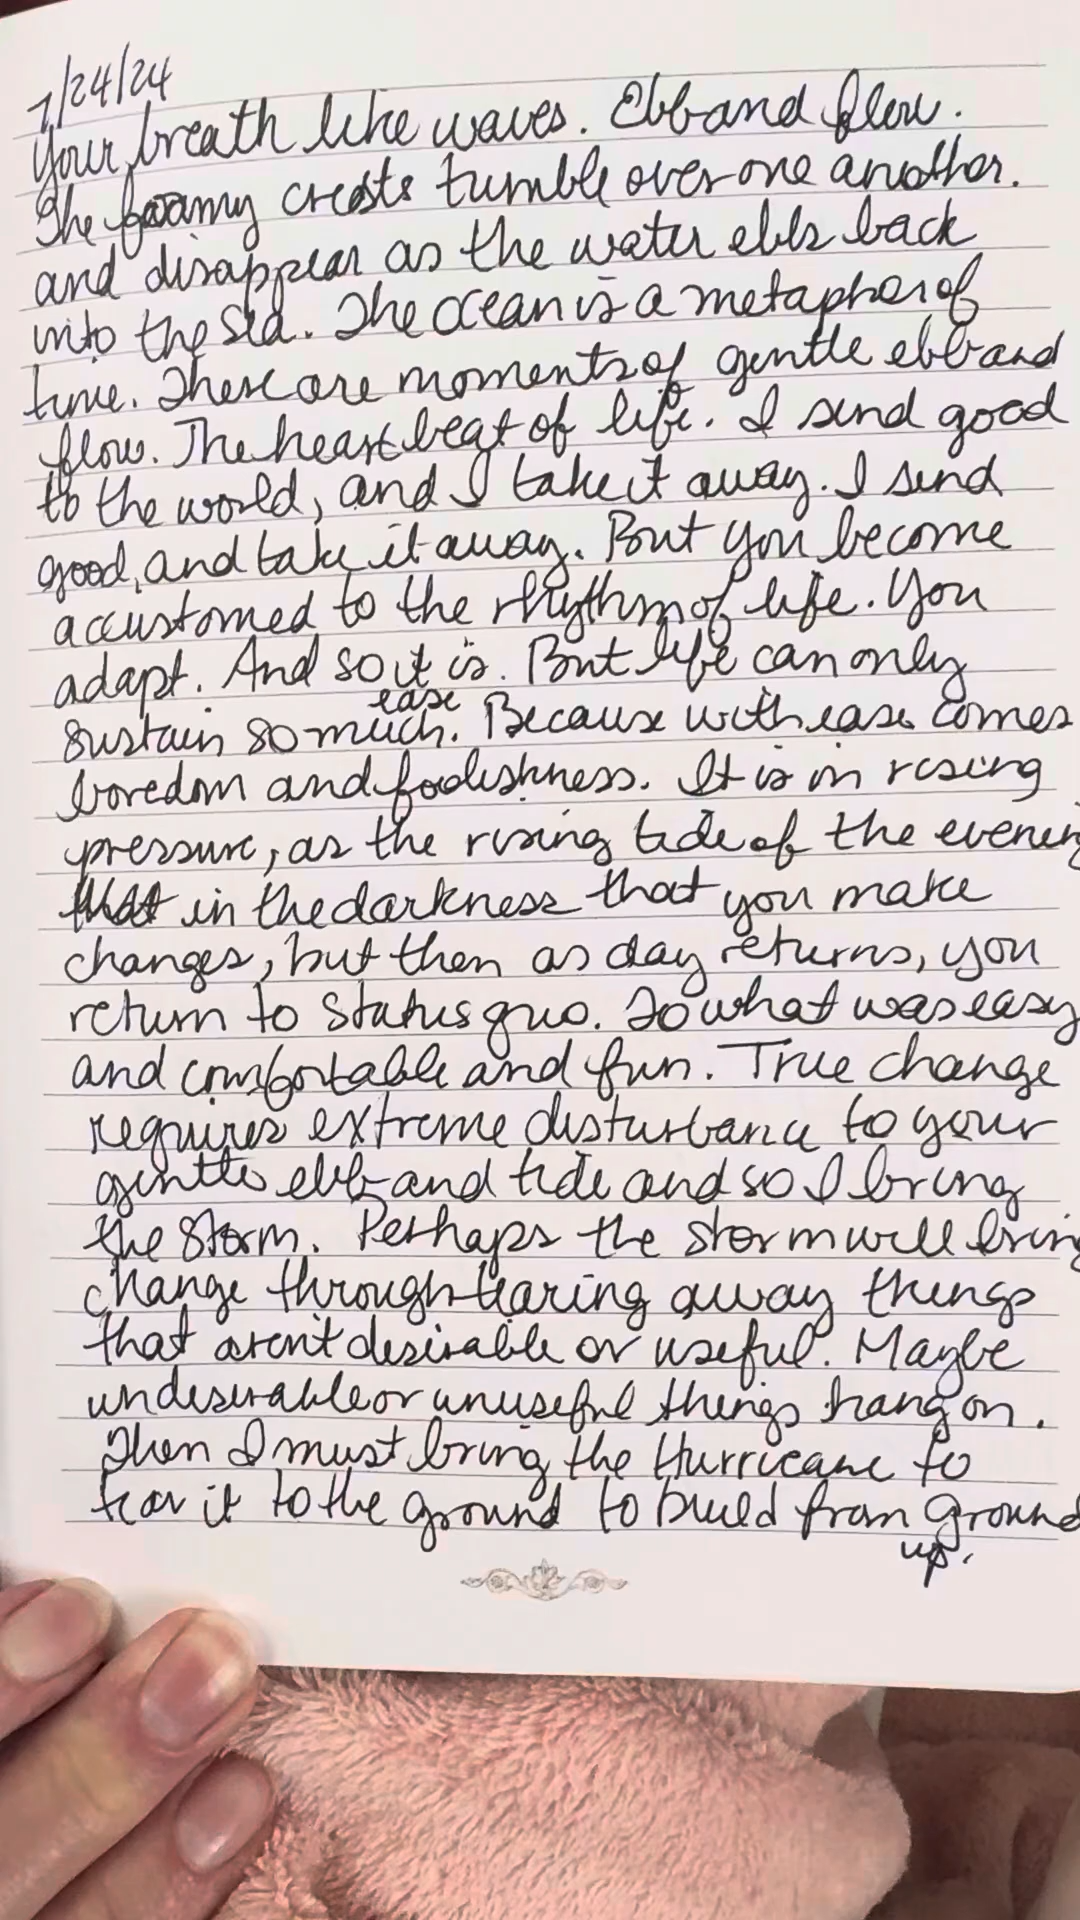 7/24/24
Your breath like waves. Ebb and flow.
The foamy crests tumble over one another.
and disappear as the water ebbs back
into the sea. The ocean is a metaphor of
time. There are moments of gentle ebb and
flow. The heart beat of life. I send good
to the world, and I take it away. I send
good, and take it away. But you become
accustomed to the rhythm of life. You
adapt. And so it is. But life can only
sustain so much ease. Because with ease comes
boredom and foolishness. It is in rising
pressure, as the rising tide of the evening
in the darkness that you make
changes, but then as day returns, you
return to status quo. To what was easy
and comfortable and fun. True change
requires extreme disturbance to your
gentle ebb and tide and so I bring
the storm. Perhaps the storm will bring
change through tearing away things
that aren't desirable or useful. Maybe
undesirable or unuseful things hang on.
Then I must bring the Hurricane to
tear it to the ground to build from ground
up.